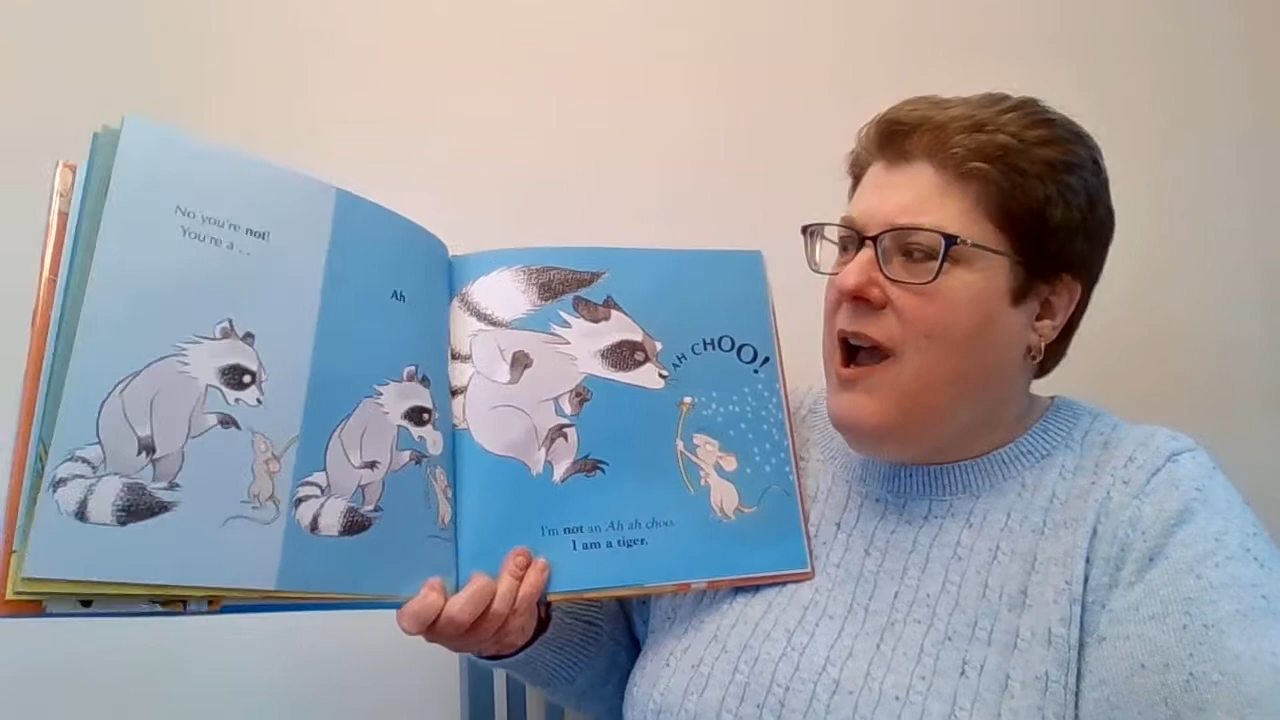 No you're not!
You're a . . .
Ah
AH CHOO!
I'm not an Ah ah choo.
I am a tiger.